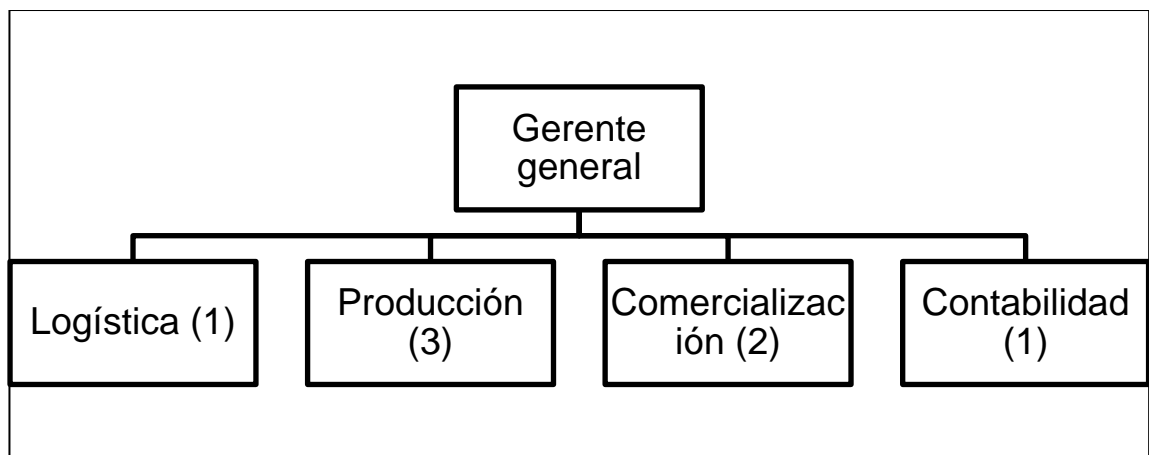 Gerente
general
Logística (1)
Producción
(3)
Comercializac
ión (2)
Contabilidad
(1)